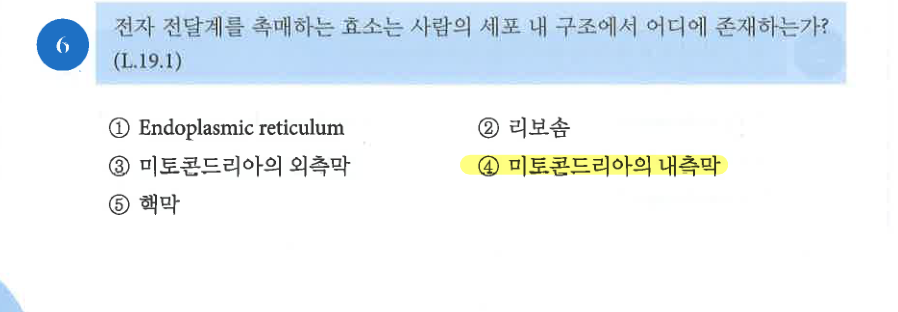 6
전자 전달계를 촉매하는 효소는 사람의 세포 내 구조에서 어디에 존재하는가?
(L.19.1)
① Endoplasmic reticulum
② 리보솜
③ 미토콘드리아의 외측막
④ 미토콘드리아의 내측막
⑤ 핵막